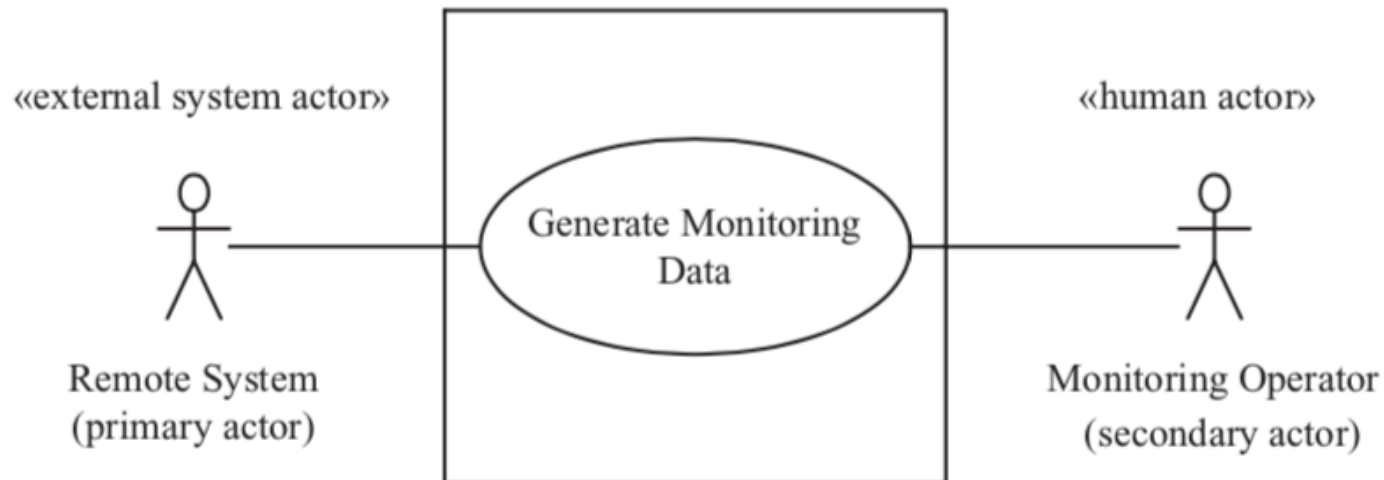 «external system actor»
«human actor»
Generate Monitoring
Data
Remote System
(primary actor)
Monitoring Operator
(secondary actor)